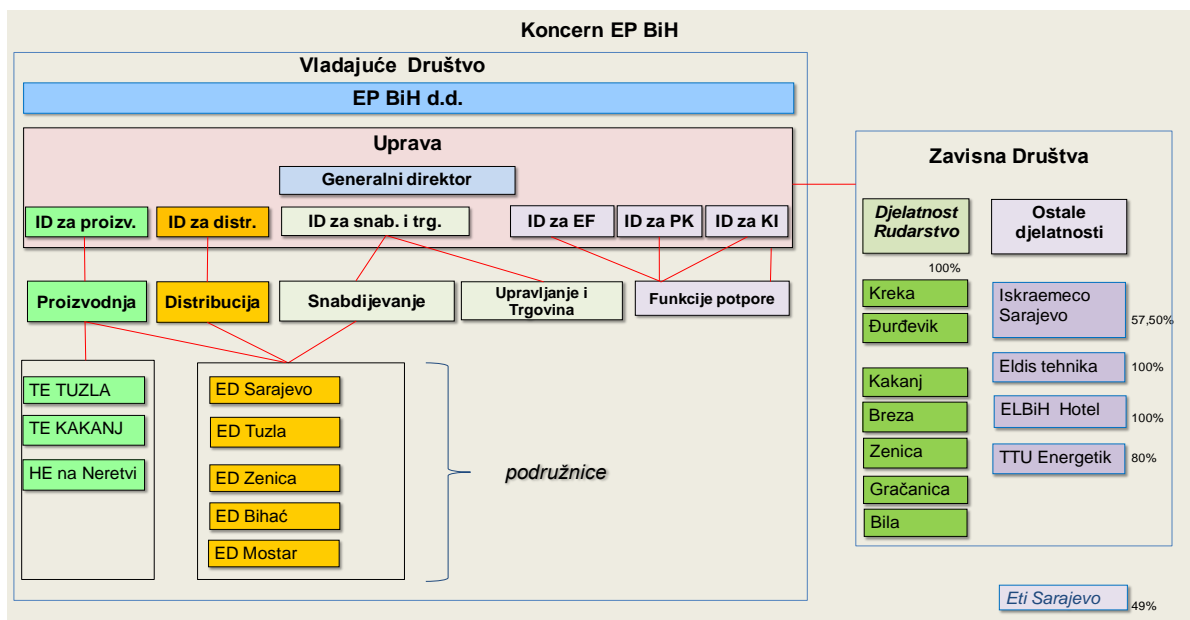 Koncern EP BiH
Vladajuće Društvo
EP BiH d.d.
Uprava
Generalni direktor
ID za proizv.
ID za distr.
ID za snab. i trg.
ID za EF
ID za PK
ID za KI
Proizvodnja
Distribucija
Snabdijevanje
Upravljanje i
Trgovina
Funkcije potpore
TE TUZLA
TE KAKANJ
HE na Neretvi
ED Sarajevo
ED Tuzla
ED Zenica
ED Bihać
ED Mostar
podružnice
Zavisna Društva
Djelatnost
Rudarstvo
100%
Kreka
Đurđevik
Kakanj
Breza
Zenica
Gračanica
Bila
Ostale
djelatnosti
Iskraemeco
Sarajevo
57,50%
Eldis tehnika
100%
ELBiH Hotel
100%
TTU Energetik
80%
Eti Sarajevo
49%